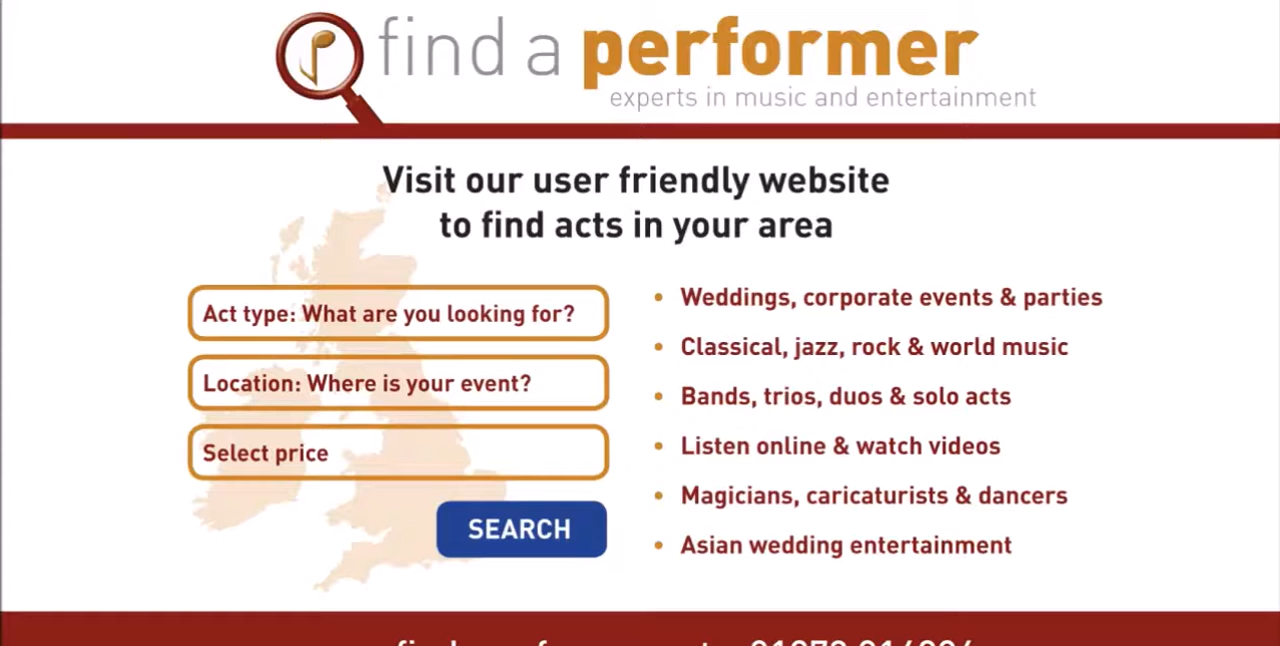 find a performer
experts in music and entertainment
Visit our user friendly website
to find acts in your area
Act type: What are you looking for?
Location: Where is your event?
Select price
SEARCH
• Weddings, corporate events & parties
• Classical, jazz, rock & world music
• Bands, trios, duos & solo acts
• Listen online & watch videos
• Magicians, caricaturists & dancers
• Asian wedding entertainment